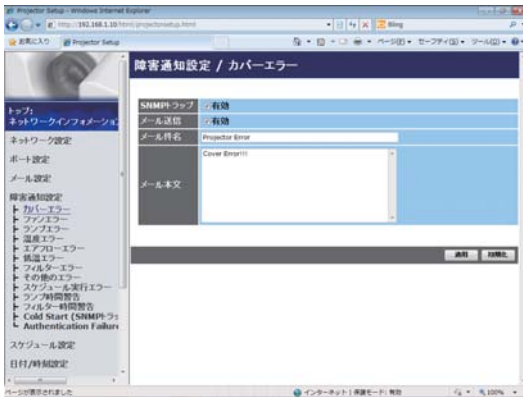 Projector Setup - Windows Internet Explorer
http://192.168.1.10/html/projectorsetup.html
Bing
お気に入り
Projector Setup
ページ(P)
セーフティ(S)
ツール(O)
障害通知設定 / カバーエラー
トップ:
ネットワークインフォメーション
ネットワーク設定
ポート設定
メール設定
障害通知設定
カバーエラー
ファンエラー
ランプエラー
温度エラー
エアフローエラー
低温エラー
フィルターエラー
その他のエラー
スケジュール実行エラー
ランプ時間警告
フィルター時間警告
Cold Start (SNMPトラッ
Authentication Failure
スケジュール設定
日付/時刻設定
SNMPトラップ
有効
メール送信
有効
メール件名
Projector Error
メール本文
Cover Error!!!
適用
初期化
ページが表示されました
インターネット | 保護モード: 無効
100%